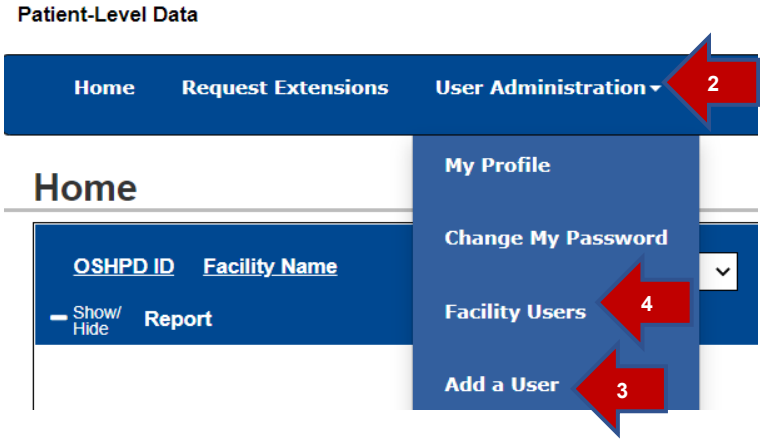 Patient-Level Data
Home Request Extensions User Administration 2
My Profile
Home
Change My Password
OSHPD ID Facility Name
Facility Users 4
Show/
Hide Report
Add a User 3